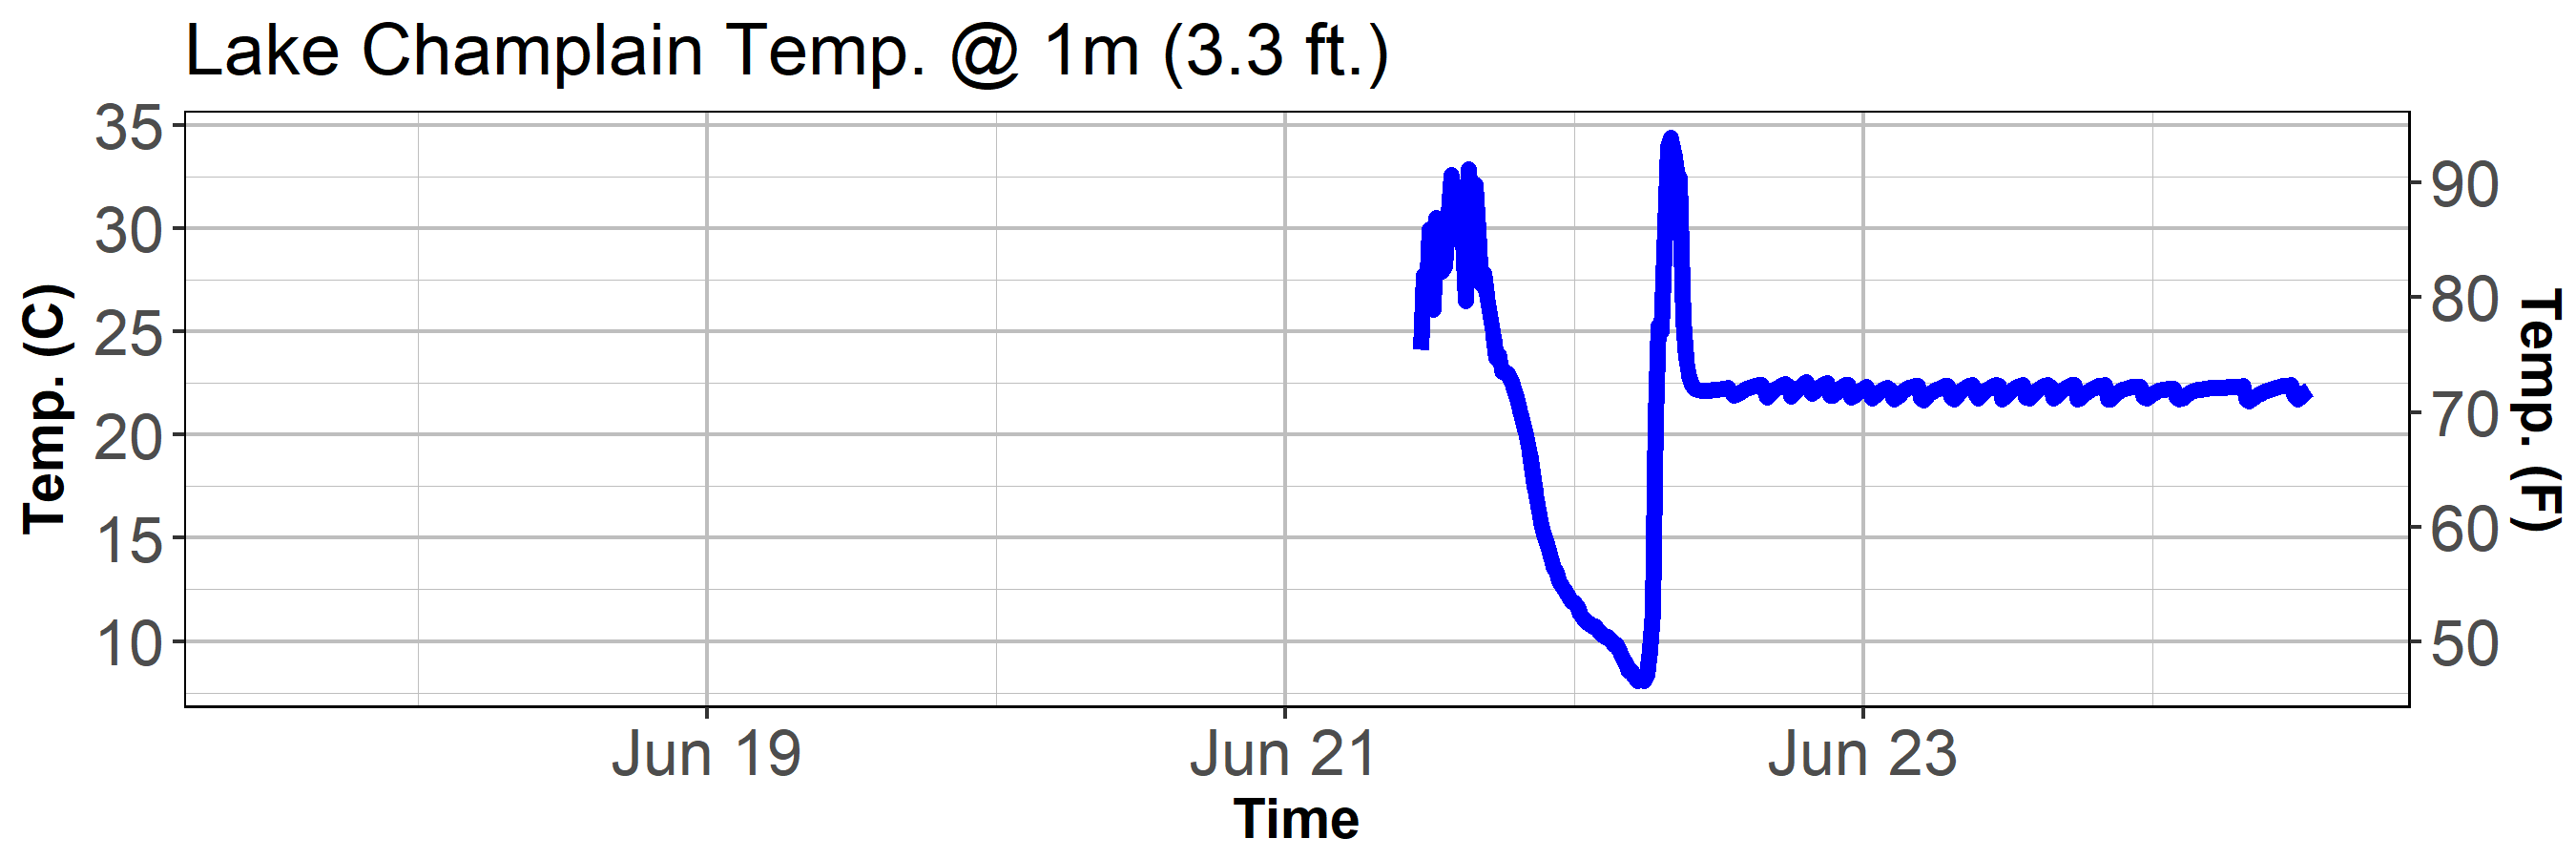 Lake Champlain Temp. @ 1m (3.3 ft.)
35
30
25
20
15
10
Temp. (C)
90
80
70
60
50
Temp. (F)
Jun 19
Jun 21
Jun 23
Time